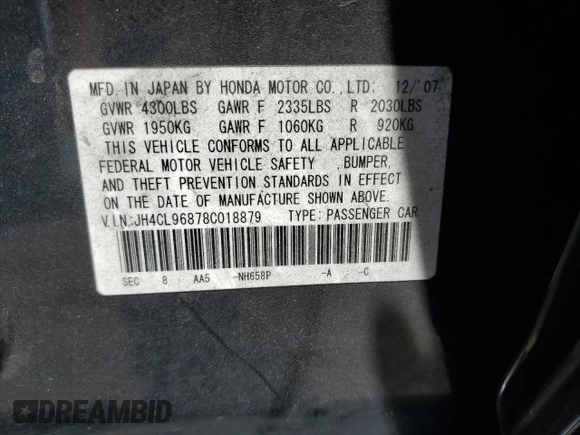 MFD. IN JAPAN BY HONDA MOTOR CO., LTD. 12/'07
GVWR 4300LBS GAWR F 2335LBS R 2030LBS
GVWR 1950KG GAWR F 1060KG R 920KG
THIS VEHICLE CONFORMS TO ALL APPLICABLE
FEDERAL MOTOR VEHICLE SAFETY , BUMPER,
AND THEFT PREVENTION STANDARDS IN EFFECT
ON THE DATE OF MANUFACTURE SHOWN ABOVE.
V.I.N:JH4CL96878C018879 TYPE: PASSENGER CAR
SEC 8 AA5 -NH658P -A -C
DREAMBID